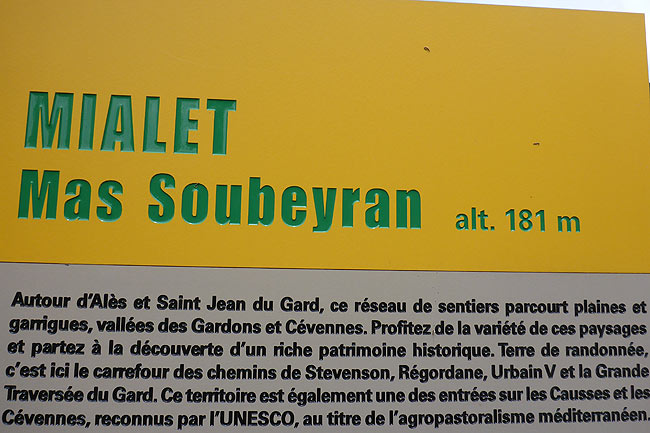 MIALET
Mas Soubeyran alt. 181 m
Autour d'Alès et Saint Jean du Gard, ce réseau de sentiers parcourt plaines et
garrigues, vallées des Gardons et Cévennes. Profitez de la variété de ces paysages
et partez à la découverte d'un riche patrimoine historique. Terre de randonnée,
c'est ici le carrefour des chemins de Stevenson, Régordane, Urbain V et la Grande
Traversée du Gard. Ce territoire est également une des entrées sur les Causses et les
Cévennes, reconnus par l'UNESCO, au titre de l'agropastoralisme méditerranéen.